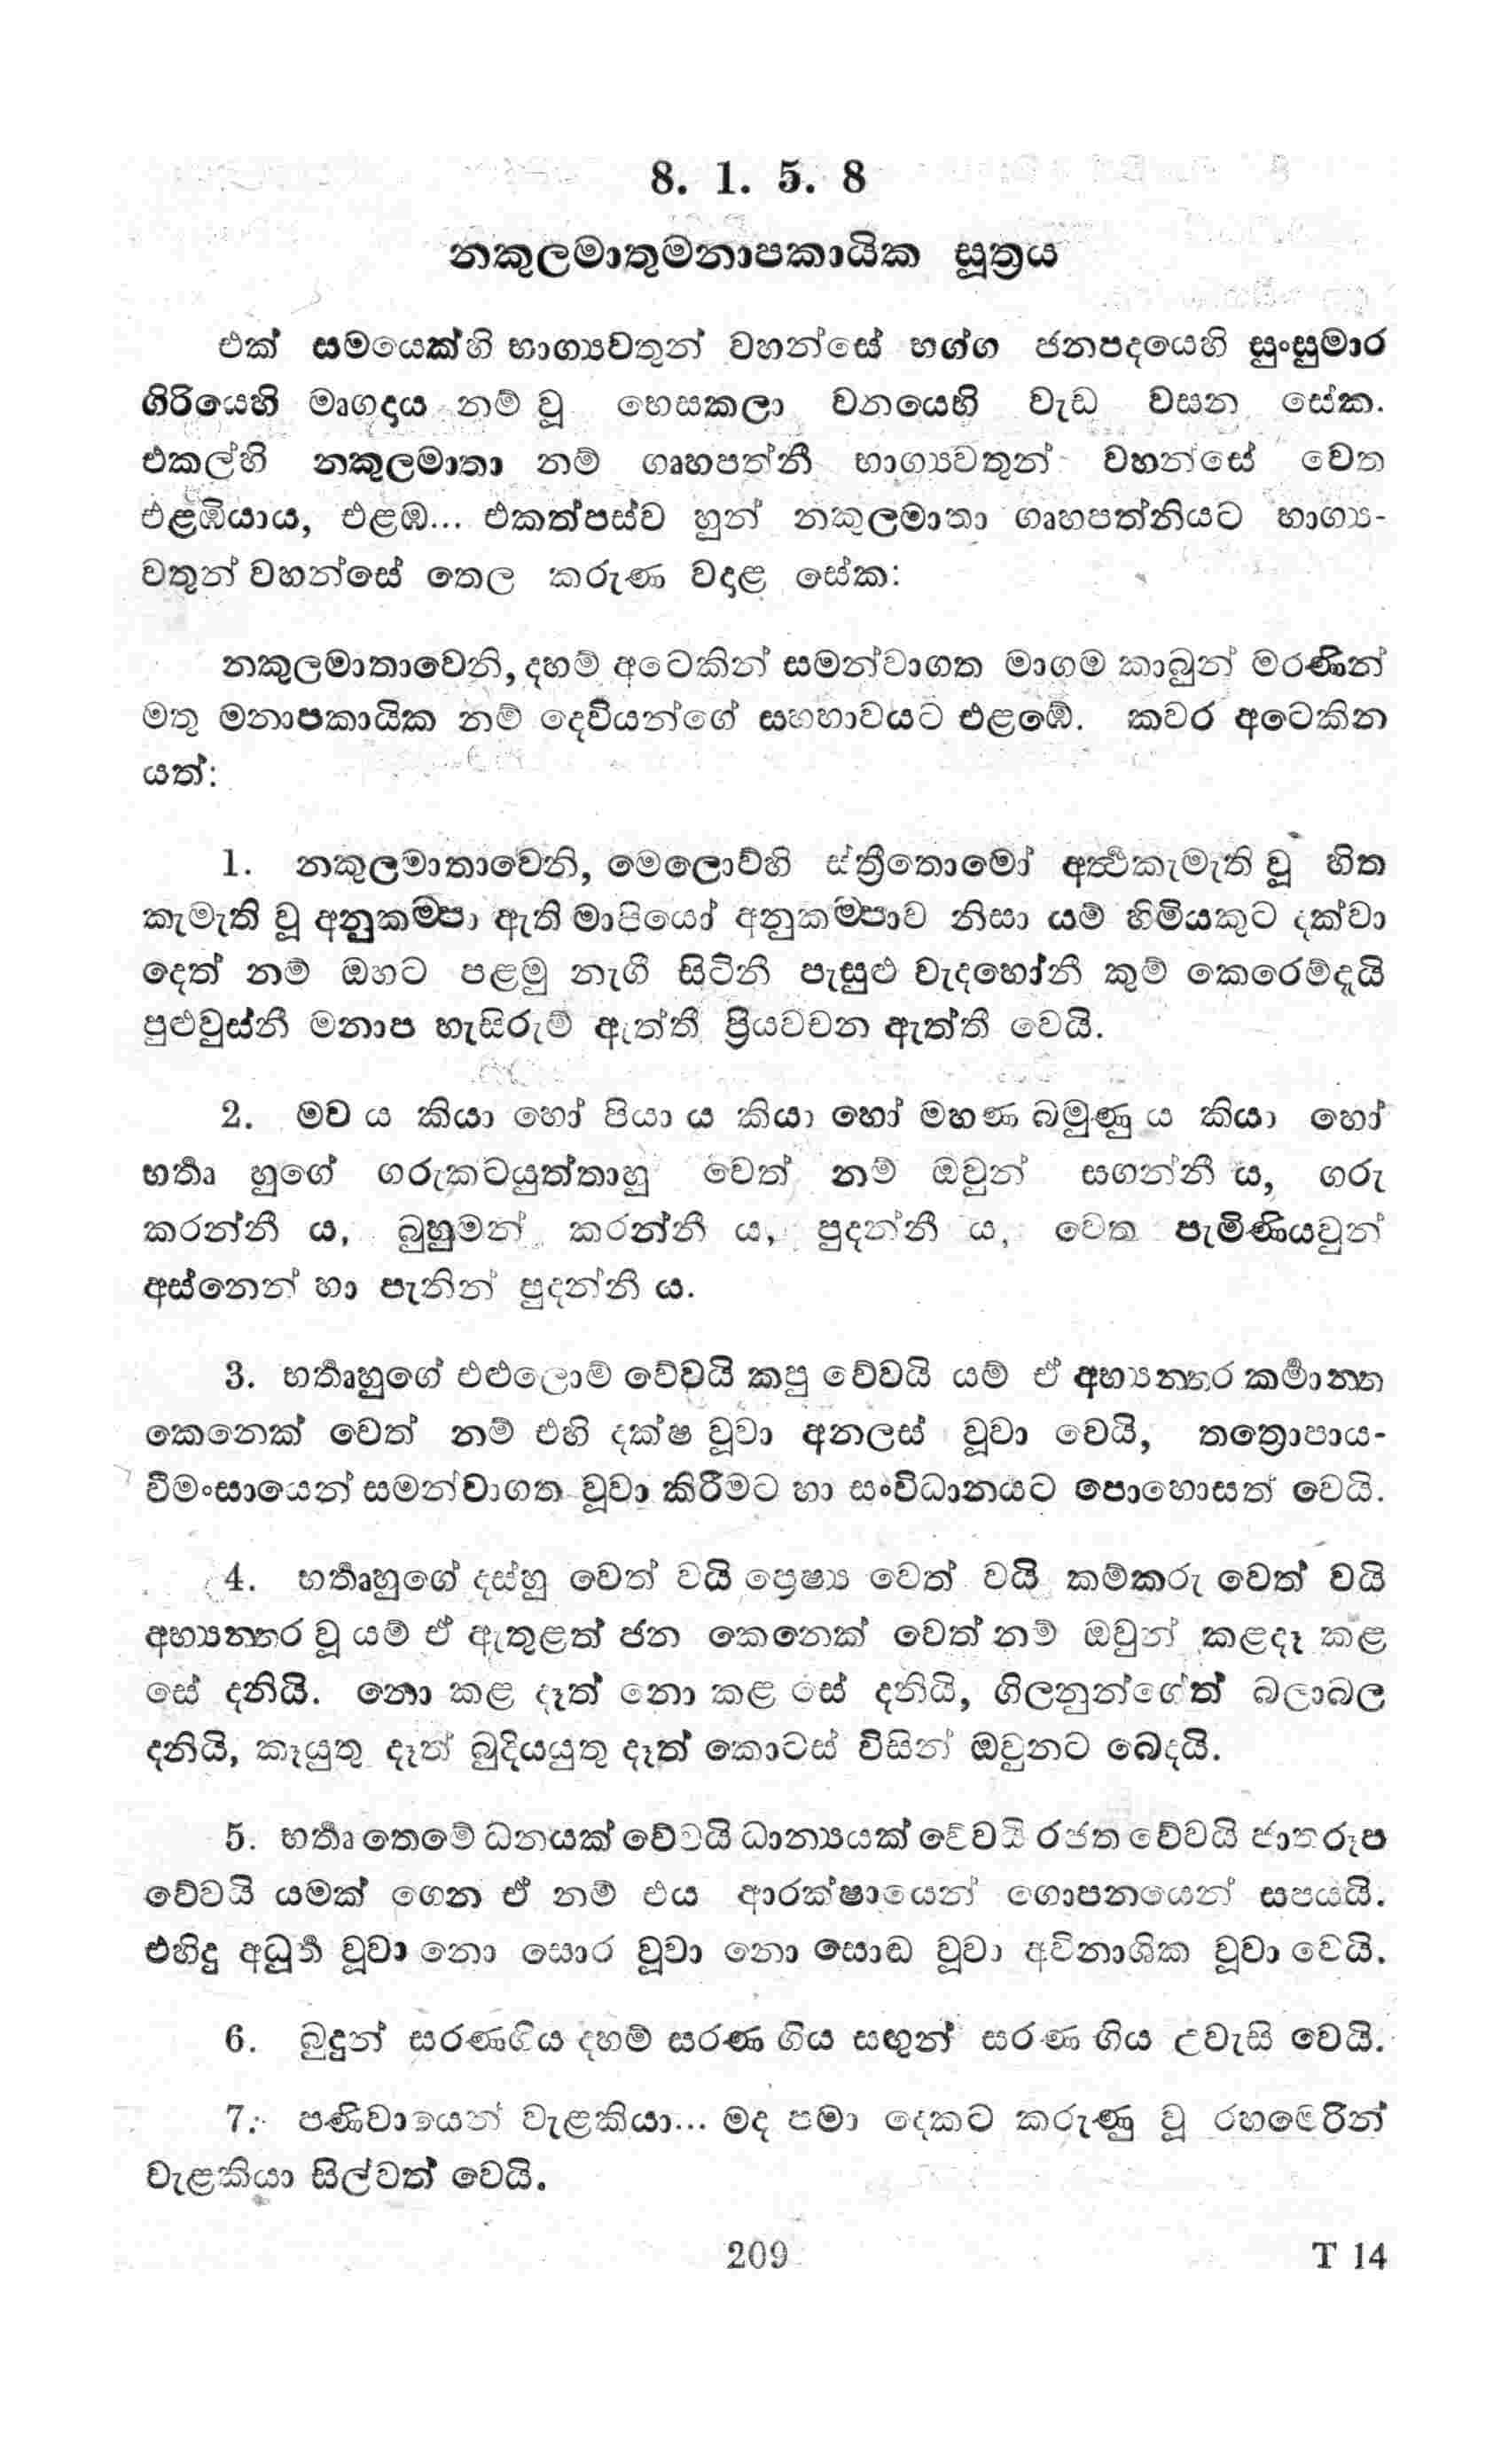 8. 1. 5. 8
නකුලමාතුමනාපකායික සූත්‍රය
එක් සමයෙක්හි භාග්‍යවතුන් වහන්සේ භග්ග ජනපදයෙහි සුංසුමාර
ගිරියෙහි මෘගදාය නම් වූ භෙසකලා වනයෙහි වැඩ වසන සේක.
එකල්හි නකුලමාතා නම් ගෘහපත්නී භාග්‍යවතුන් වහන්සේ වෙත
එළඹියාය, එළඹ... එකත්පස්ව හුන් නකුලමාතා ගෘහපත්නියට භාග්‍ය-
වතුන් වහන්සේ තෙල කරුණ වදාළ සේක:
නකුලමාතාවෙනි, දහම් අටෙකින් සමන්වාගත මාගම කාබුන් මරණින්
මතු මනාපකායික නම් දෙවියන්ගේ සහභාවයට එළඹේ. කවර අටෙකින
යත්:
1. නකුලමාතාවෙනි, මෙලොව්හි ස්ත්‍රීතොමෝ අර්‍ත්‍ථකැමැති වූ හිත
කැමැති වූ අනුකම්පා ඇති මාපියෝ අනුකම්පාව නිසා යම් හිමියකුට දක්වා
දෙත් නම් ඔහට පළමු නැගී සිටිනී පැසුළු වැදහෝනී කුම් කෙරෙම්දැයි
පුළුවුස්නී මනාප හැසිරුම් ඇත්තී ප්‍රියවචන ඇත්තී වෙයි.
2. මව ය කියා හෝ පියා ය කියා හෝ මහණ බමුණු ය කියා හෝ
භර්‍තෘ හුගේ ගරුකටයුත්තාහු වෙත් නම් ඔවුන් සගන්නී ය, ගරු
කරන්නී ය, බුහුමන් කරන්නී ය, පුදන්නී ය, වෙත පැමිණියවුන්
අස්නෙන් හා පැනින් පුදන්නී ය.
3. භර්‍තෘහුගේ එළුලොම් වේවයි කපු වේවයි යම් ඒ අභ්‍යන්තර කර්‍මාන්ත
කෙනෙක් වෙත් නම් එහි දක්ෂ වූවා අනලස් වූවා වෙයි, තත්‍රොපාය-
වීමංසායෙන් සමන්වාගත වූවා කිරීමට හා සංවිධානයට පොහොසත් වෙයි.
4. භර්‍තෘහුගේ දස්හු වෙත් වයි ප්‍රෙෂ්‍ය වෙත් වයි කම්කරු වෙත් වයි
අභ්‍යන්තර වූ යම් ඒ ඇතුළත් ජන කෙනෙක් වෙත් නම් ඔවුන් කළදෑ කළ
සේ දනියි. නො කළ දෑත් නො කළ සේ දනියි, ගිලනුන්ගේත් බලාබල
දනියි, කෑයුතු දෑත් බුදියයුතු දෑත් කොටස් විසින් ඔවුනට බෙදයි.
5. භර්‍තෘ තෙමේ ධනයක් වේවයි ධාන්‍යයක් වේවයි රජත වේවයි ජාතරූප
වේවයි යමක් ගෙන ඒ නම් එය ආරක්ෂායෙන් ගොපනයෙන් සපයයි.
එහිදු අධූර්‍ත වූවා නො සොර වූවා නො සොඬ වූවා අවිනාශික වූවා වෙයි.
6. බුදුන් සරණගිය දහම් සරණ ගිය සඟුන් සරණ ගිය උවැසි වෙයි.
7. පණිවායෙන් වැළකියා... මද පමා දෙකට කරුණු වූ රහමෙරින්
වැළකියා සිල්වත් වෙයි.
209 T 14